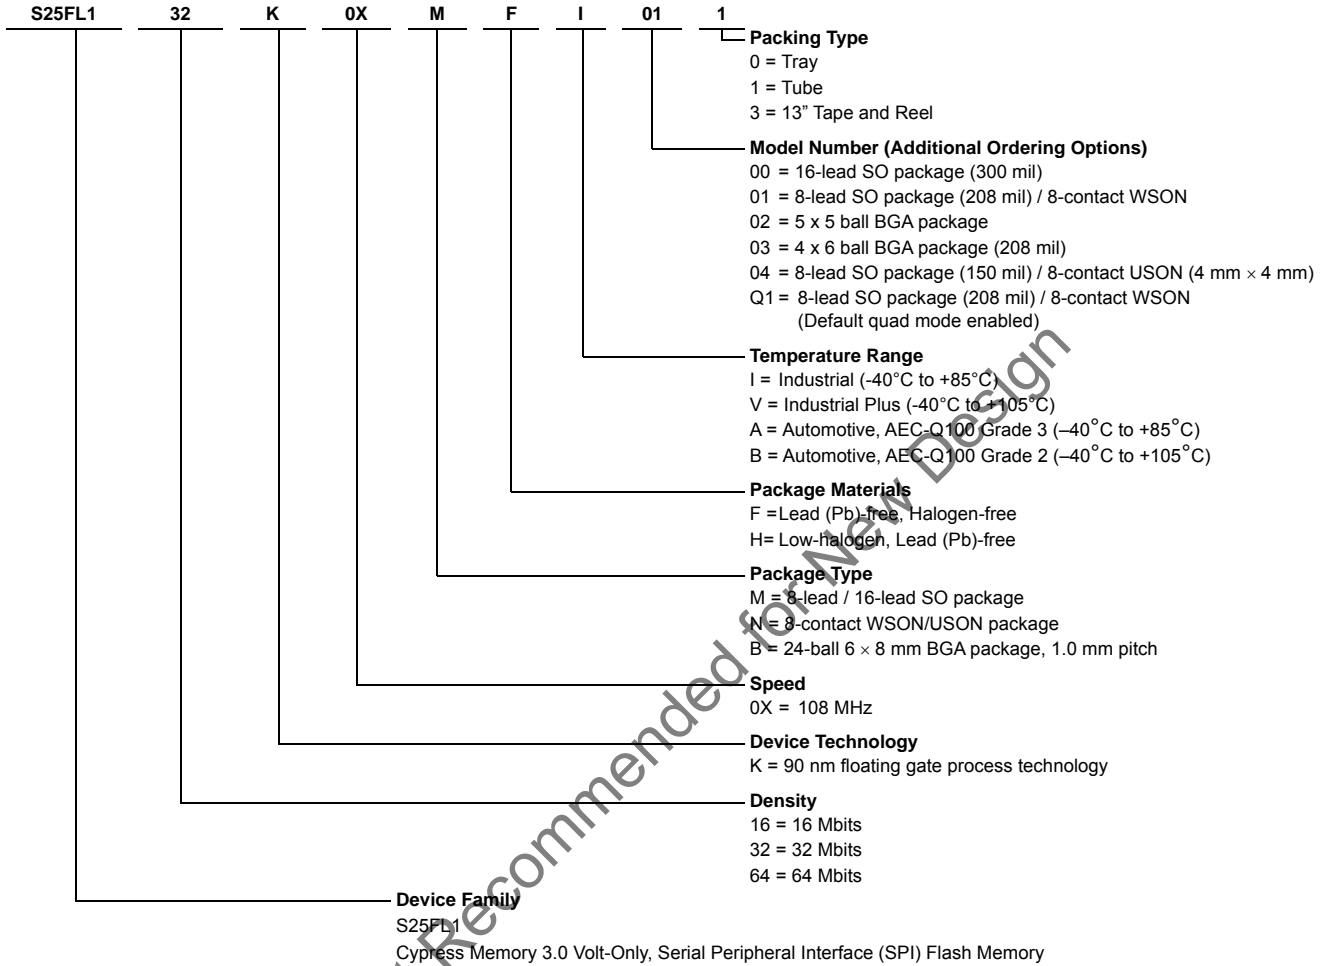 S25FL1 32 K 0X M F I 01 1
Packing Type
0 = Tray
1 = Tube
3 = 13” Tape and Reel
Model Number (Additional Ordering Options)
00 = 16-lead SO package (300 mil)
01 = 8-lead SO package (208 mil) / 8-contact WSON
02 = 5 x 5 ball BGA package
03 = 4 x 6 ball BGA package (208 mil)
04 = 8-lead SO package (150 mil) / 8-contact USON (4 mm × 4 mm)
Q1 = 8-lead SO package (208 mil) / 8-contact WSON
(Default quad mode enabled)
Temperature Range
I = Industrial (-40°C to +85°C)
V = Industrial Plus (-40°C to +105°C)
A = Automotive, AEC-Q100 Grade 3 (–40°C to +85°C)
B = Automotive, AEC-Q100 Grade 2 (–40°C to +105°C)
Package Materials
F =Lead (Pb)-free, Halogen-free
H= Low-halogen, Lead (Pb)-free
Package Type
M = 8-lead / 16-lead SO package
N = 8-contact WSON/USON package
B = 24-ball 6 × 8 mm BGA package, 1.0 mm pitch
Speed
0X = 108 MHz
Device Technology
K = 90 nm floating gate process technology
Density
16 = 16 Mbits
32 = 32 Mbits
64 = 64 Mbits
Device Family
S25FL1
Cypress Memory 3.0 Volt-Only, Serial Peripheral Interface (SPI) Flash Memory
Recommended for New Design